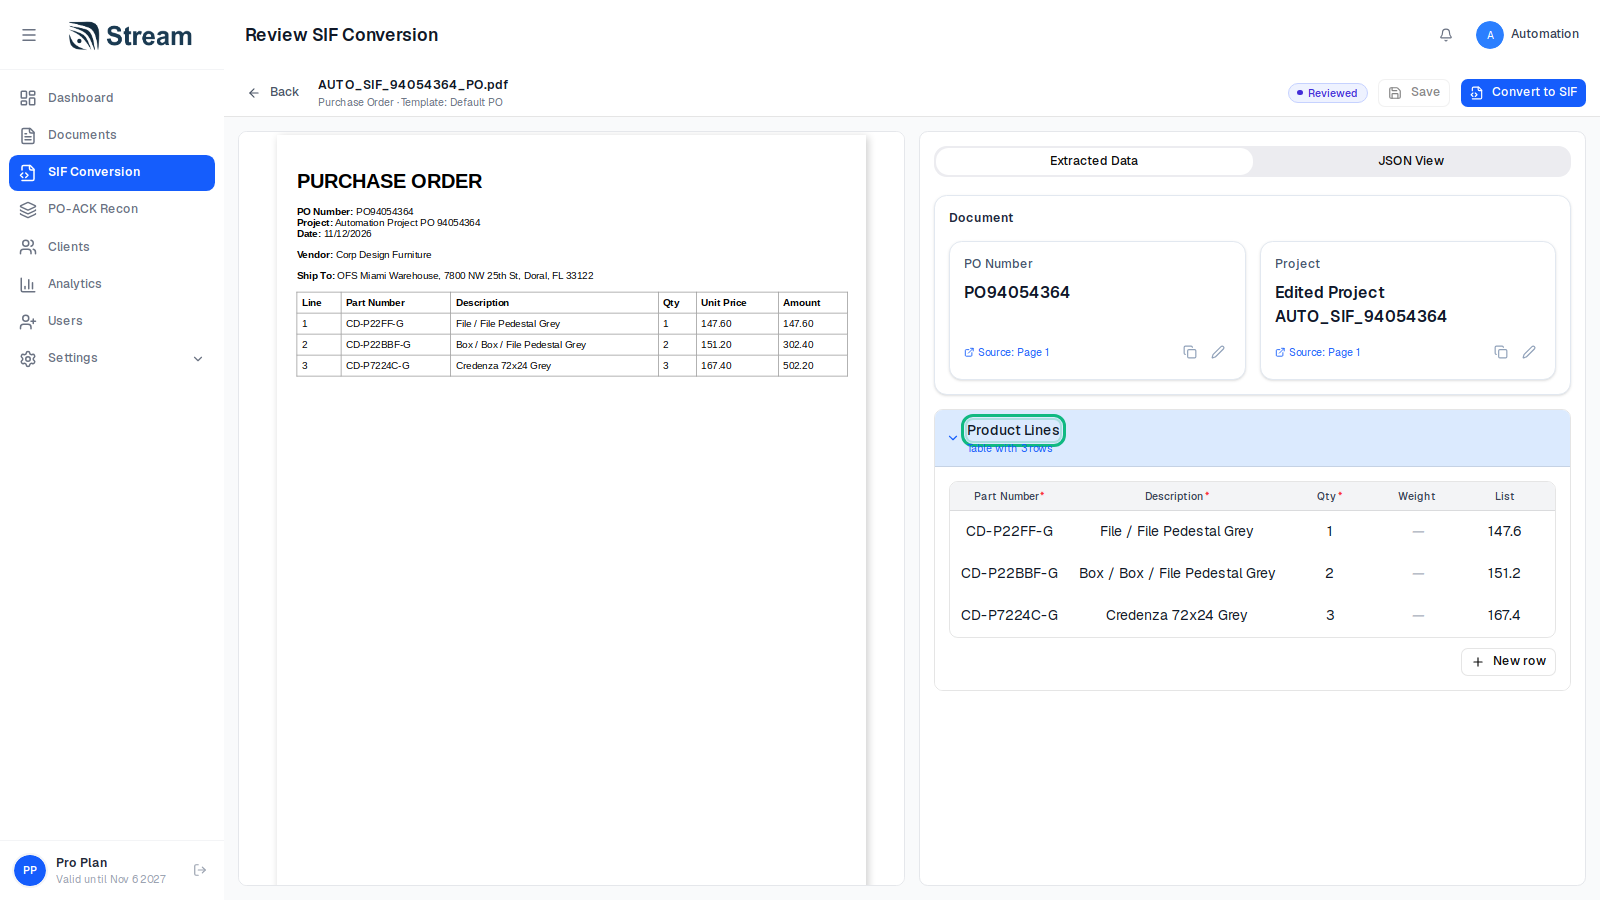 Stream
Review SIF Conversion
A
Automation
Dashboard
Documents
SIF Conversion
PO-ACK Recon
Clients
Analytics
Users
Settings
PP
Pro Plan
Valid until Nov 6 2027
Back
AUTO_SIF_94054364_PO.pdf
Purchase Order · Template: Default PO
Reviewed
Save
Convert to SIF
PURCHASE ORDER
PO Number: PO94054364
Project: Automation Project PO 94054364
Date: 11/12/2026
Vendor: Corp Design Furniture
Ship To: OFS Miami Warehouse, 7800 NW 25th St, Doral, FL 33122
Line Part Number Description Qty Unit Price Amount
1 CD-P22FF-G File / File Pedestal Grey 1 147.60 147.60
2 CD-P22BBF-G Box / Box / File Pedestal Grey 2 151.20 302.40
3 CD-P7224C-G Credenza 72x24 Grey 3 167.40 502.20
Extracted Data JSON View
Document
PO Number
PO94054364
Source: Page 1
Project
Edited Project
AUTO_SIF_94054364
Source: Page 1
Product Lines
Table with 3 rows
Part Number* Description* Qty* Weight List
CD-P22FF-G File / File Pedestal Grey 1 — 147.6
CD-P22BBF-G Box / Box / File Pedestal Grey 2 — 151.2
CD-P7224C-G Credenza 72x24 Grey 3 — 167.4
New row